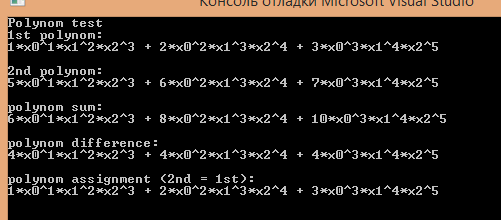 Консоль отладки Microsoft Visual Studio
Polynom test
1st polynom:
1*x0^1*x1^2*x2^3 + 2*x0^2*x1^3*x2^4 + 3*x0^3*x1^4*x2^5
2nd polynom:
5*x0^1*x1^2*x2^3 + 6*x0^2*x1^3*x2^4 + 7*x0^3*x1^4*x2^5
polynom sum:
6*x0^1*x1^2*x2^3 + 8*x0^2*x1^3*x2^4 + 10*x0^3*x1^4*x2^5
polynom difference:
4*x0^1*x1^2*x2^3 + 4*x0^2*x1^3*x2^4 + 4*x0^3*x1^4*x2^5
polynom assignment (2nd = 1st):
1*x0^1*x1^2*x2^3 + 2*x0^2*x1^3*x2^4 + 3*x0^3*x1^4*x2^5